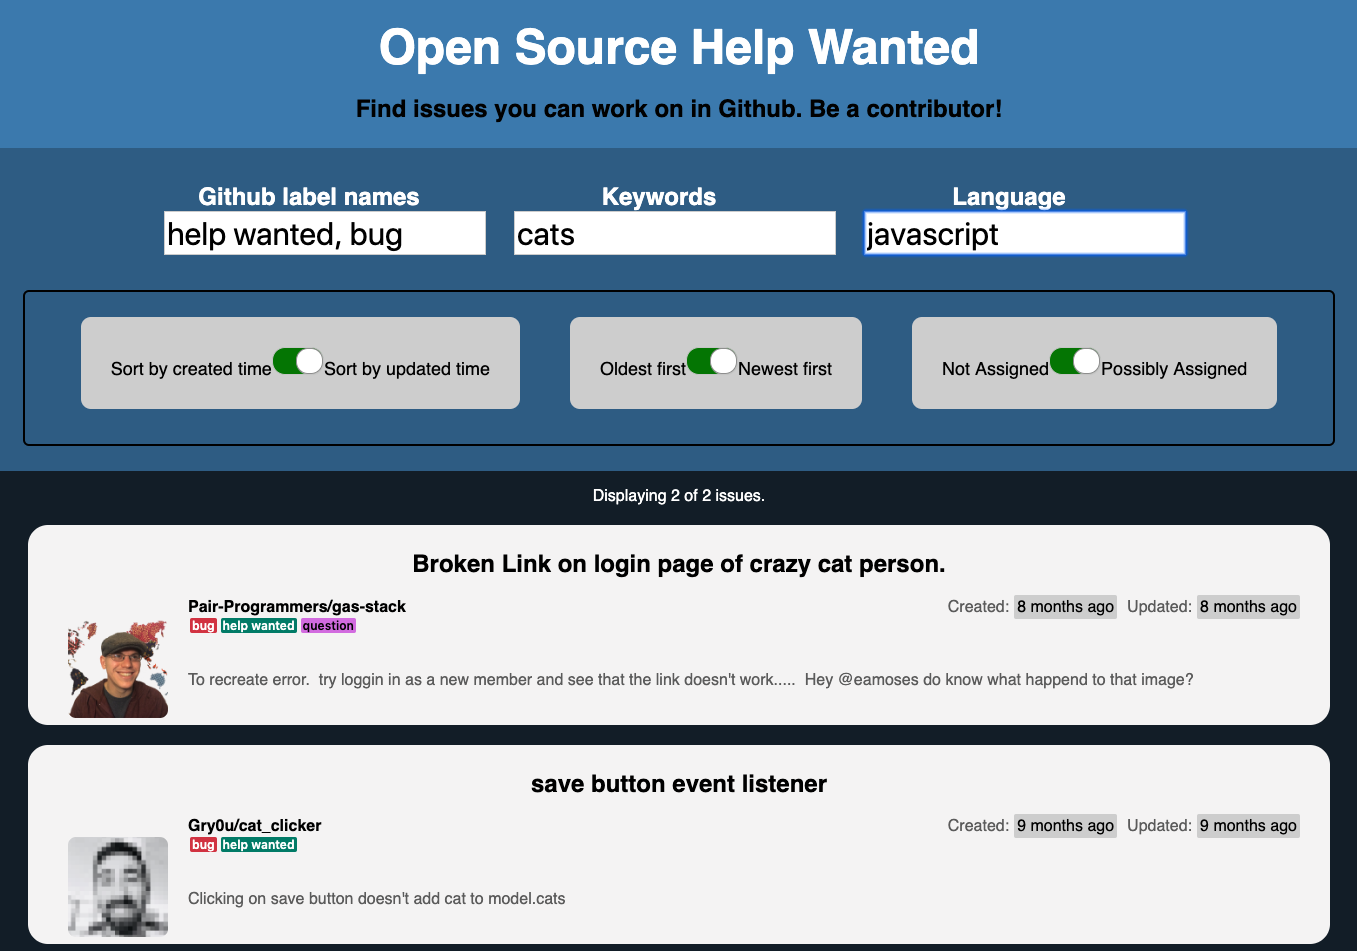 Open Source Help Wanted
Find issues you can work on in Github. Be a contributor!
Github label names Keywords Language
help wanted, bug cats javascript
Sort by created time Sort by updated time Oldest first Newest first Not Assigned Possibly Assigned
Displaying 2 of 2 issues.
Broken Link on login page of crazy cat person.
Pair-Programmers/gas-stack Created: 8 months ago Updated: 8 months ago
bug help wanted question
To recreate error. try loggin in as a new member and see that the link doesn't work..... Hey @eamoses do know what happend to that image?
save button event listener
Gry0u/cat_clicker Created: 9 months ago Updated: 9 months ago
bug help wanted
Clicking on save button doesn't add cat to model.cats